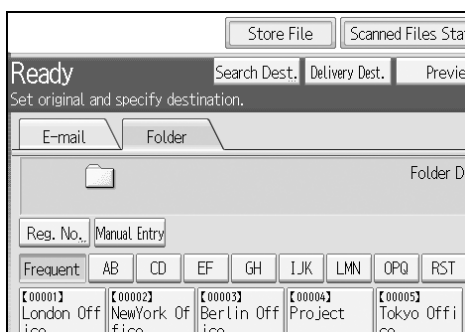 Store File Scanned Files Sta
Ready Search Dest. Delivery Dest. Previe
Set original and specify destination.
E-mail Folder
Folder D
Reg. No. Manual Entry
Frequent AB CD EF GH IJK LMN OPQ RST
【00001】 【00002】 【00003】 【00004】 【00005】
London Off NewYork Of Berlin Off Project Tokyo Offi
ice ffice ice ce